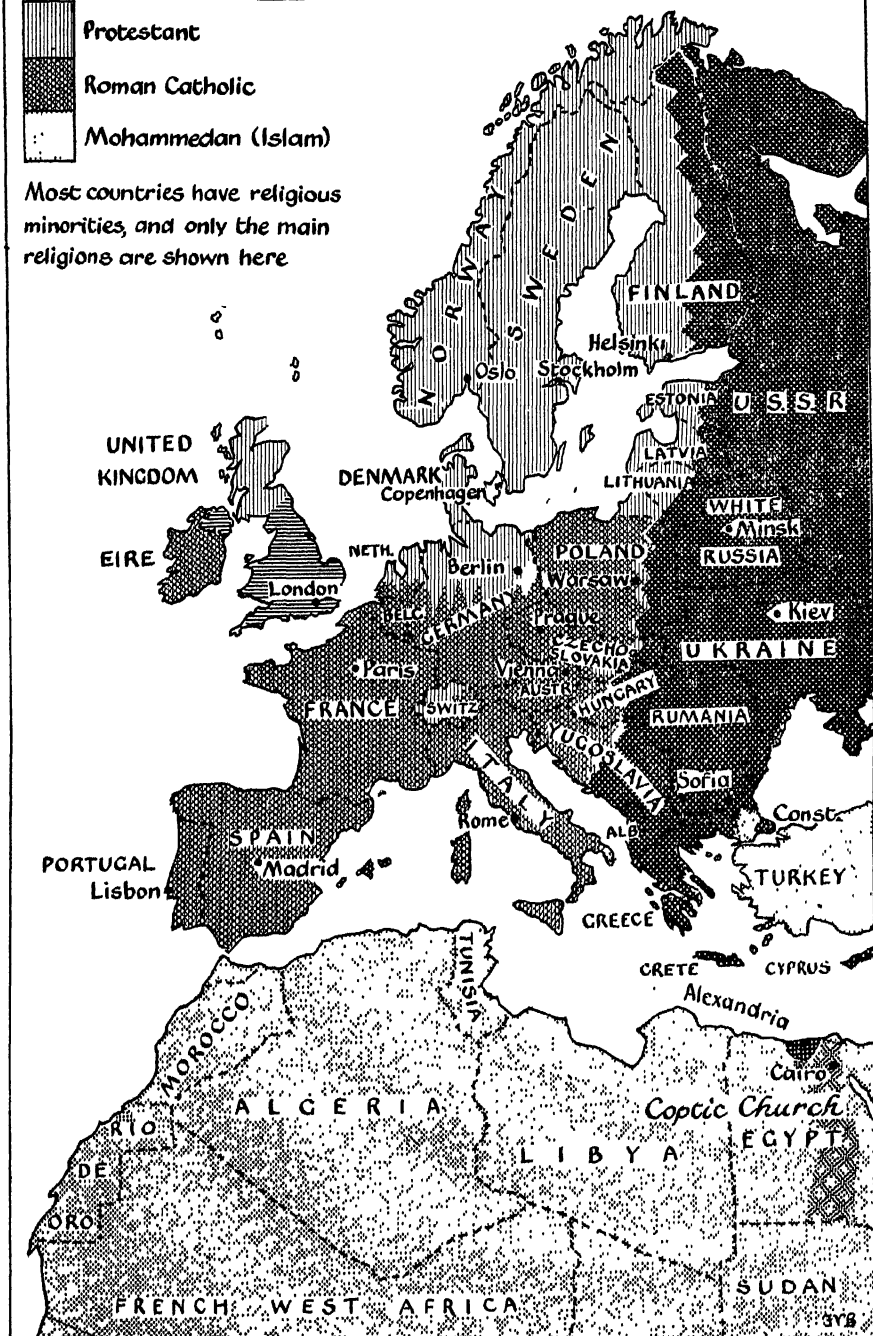 Protestant
Roman Catholic
Mohammedan (Islam)
Most countries have religious
minorities, and only the main
religions are shown here
NORWAY
SWEDEN
FINLAND
Helsinki
Oslo
Stockholm
ESTONIA
U.S.S.R
UNITED
KINGDOM
DENMARK
Copenhagen
LATVIA
LITHUANIA
WHITE
Minsk
RUSSIA
EIRE
NETH.
Berlin
POLAND
Warsaw
London
BELG.
GERMANY
Prague
Kiev
CZECHO
SLOVAKIA
UKRAINE
Paris
Vienna
AUSTR.
HUNGARY
FRANCE
SWITZ
RUMANIA
ITALY
UGOSLAVIA
Sofia
Const.
Rome
ALB
SPAIN
Madrid
PORTUGAL
Lisbon
TURKEY
GREECE
CRETE
CYPRUS
TUNISIA
Alexandria
MOROCCO
Cairo
ALGERIA
Coptic Church
RIO
EGYPT
LIBYA
DE
ORO
SUDAN
FRENCH WEST AFRICA